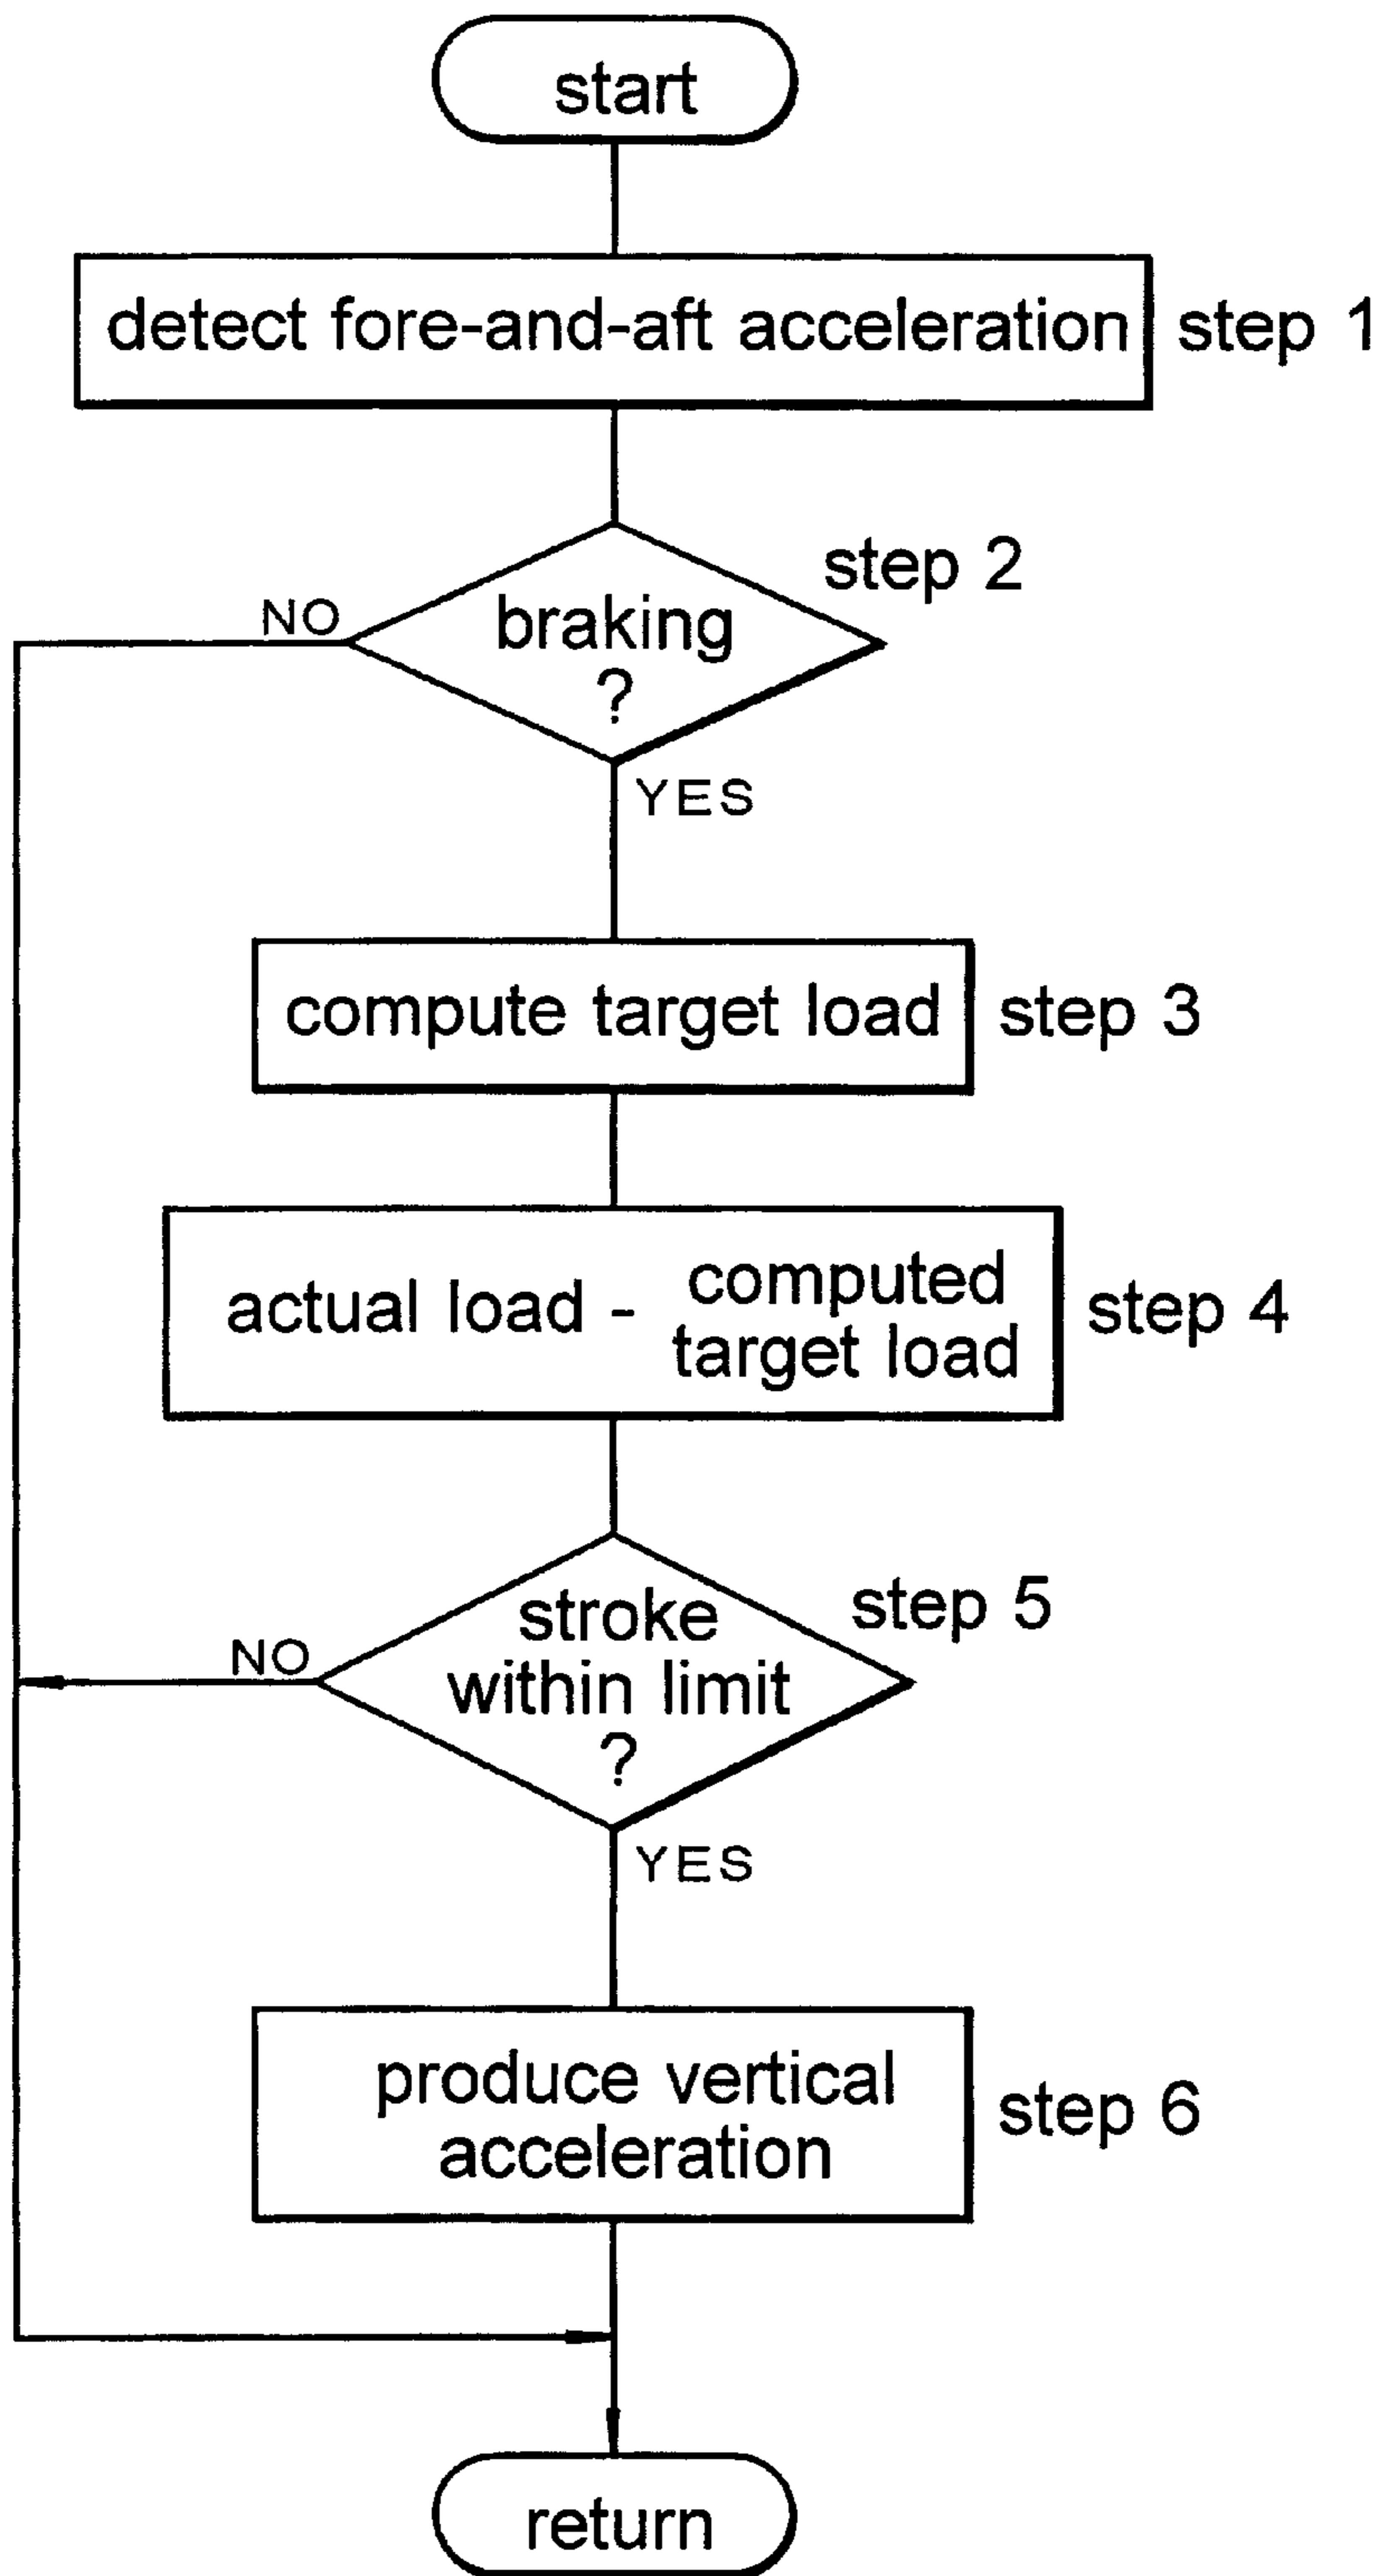 start
detect fore-and-aft acceleration
step 1
step 2
braking
?
NO
YES
compute target load
step 3
actual load - computed
target load
step 4
step 5
stroke
within limit
?
NO
YES
produce vertical
acceleration
step 6
return